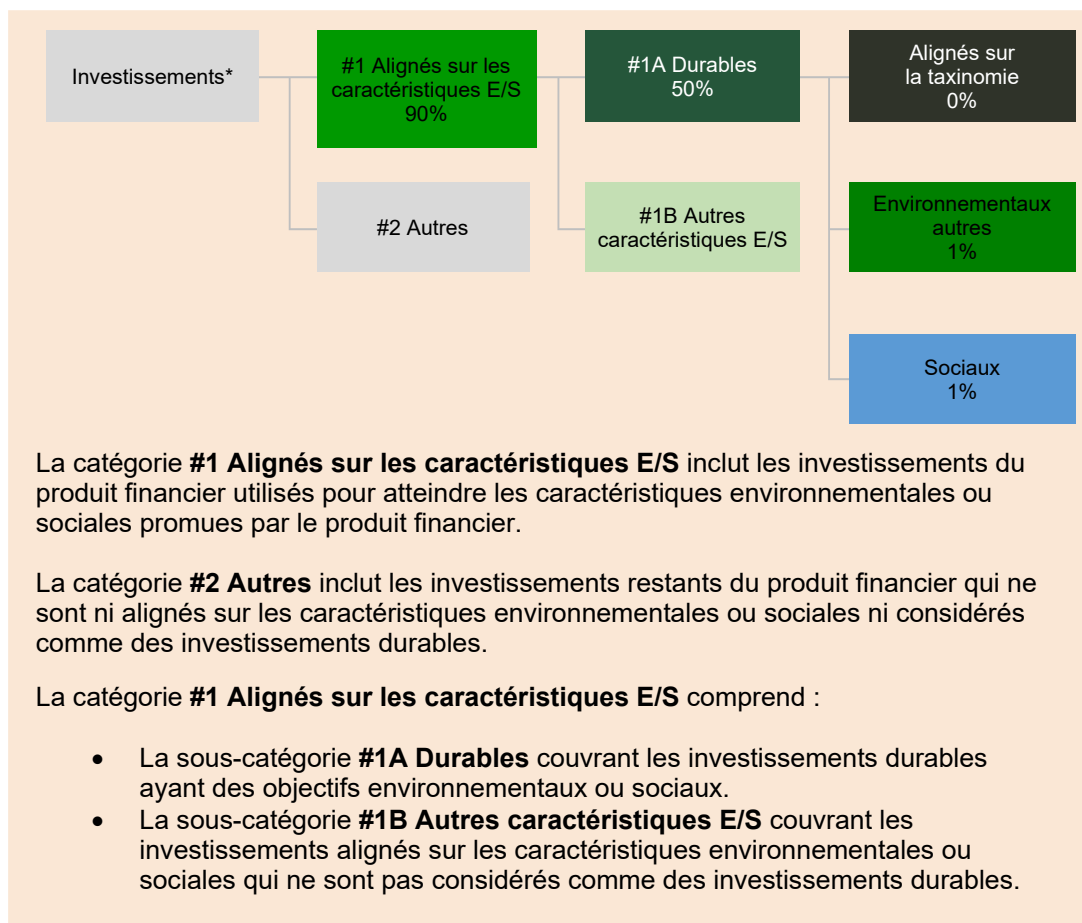 Investissements*
#1 Alignés sur les
caractéristiques E/S
90%
#1A Durables
50%
Alignés sur
la taxinomie
0%
#2 Autres
#1B Autres
caractéristiques E/S
Environnementaux
autres
1%
Sociaux
1%
La catégorie #1 Alignés sur les caractéristiques E/S inclut les investissements du
produit financier utilisés pour atteindre les caractéristiques environnementales ou
sociales promues par le produit financier.
La catégorie #2 Autres inclut les investissements restants du produit financier qui ne
sont ni alignés sur les caractéristiques environnementales ou sociales ni considérés
comme des investissements durables.
La catégorie #1 Alignés sur les caractéristiques E/S comprend :
• La sous-catégorie #1A Durables couvrant les investissements durables
ayant des objectifs environnementaux ou sociaux.
• La sous-catégorie #1B Autres caractéristiques E/S couvrant les
investissements alignés sur les caractéristiques environnementales ou
sociales qui ne sont pas considérés comme des investissements durables.